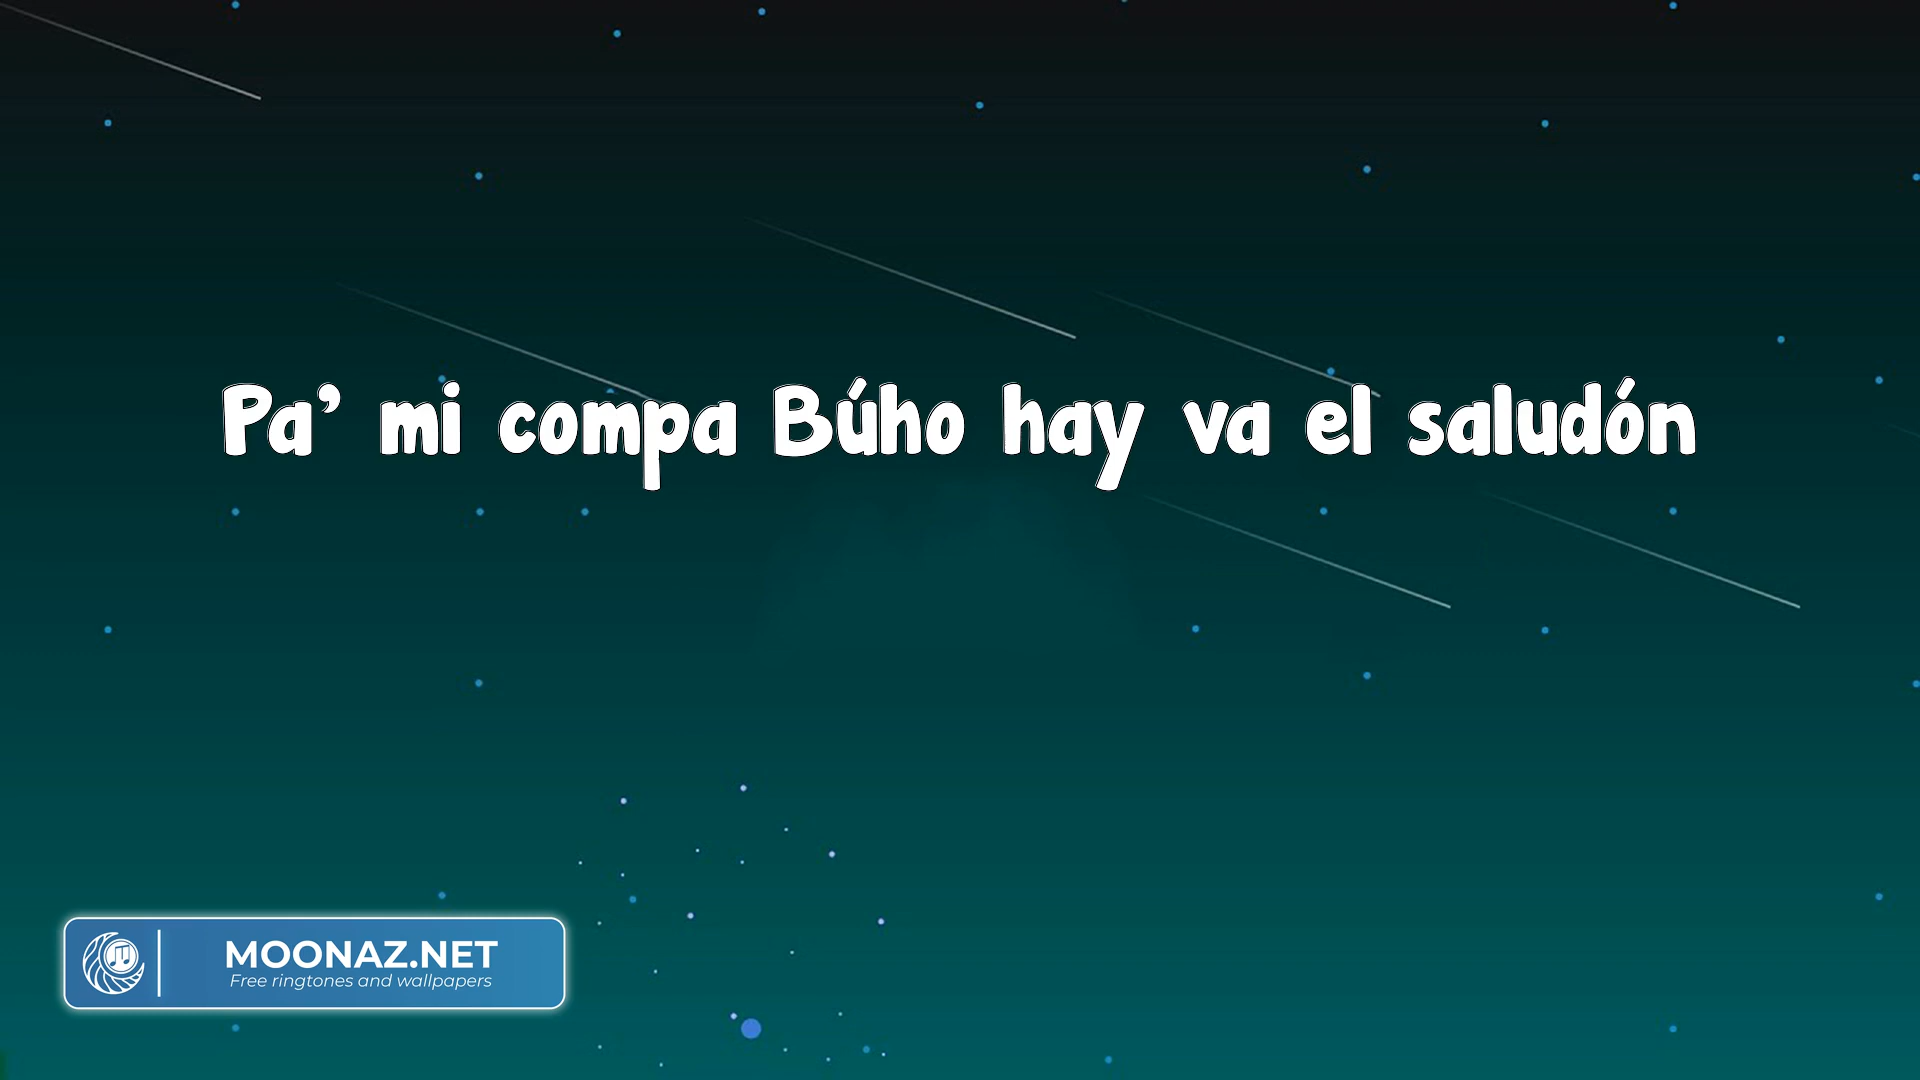 Pa’ mi compa Búho hay va el saludón
MOONAZ.NET
Free ringtones and wallpapers